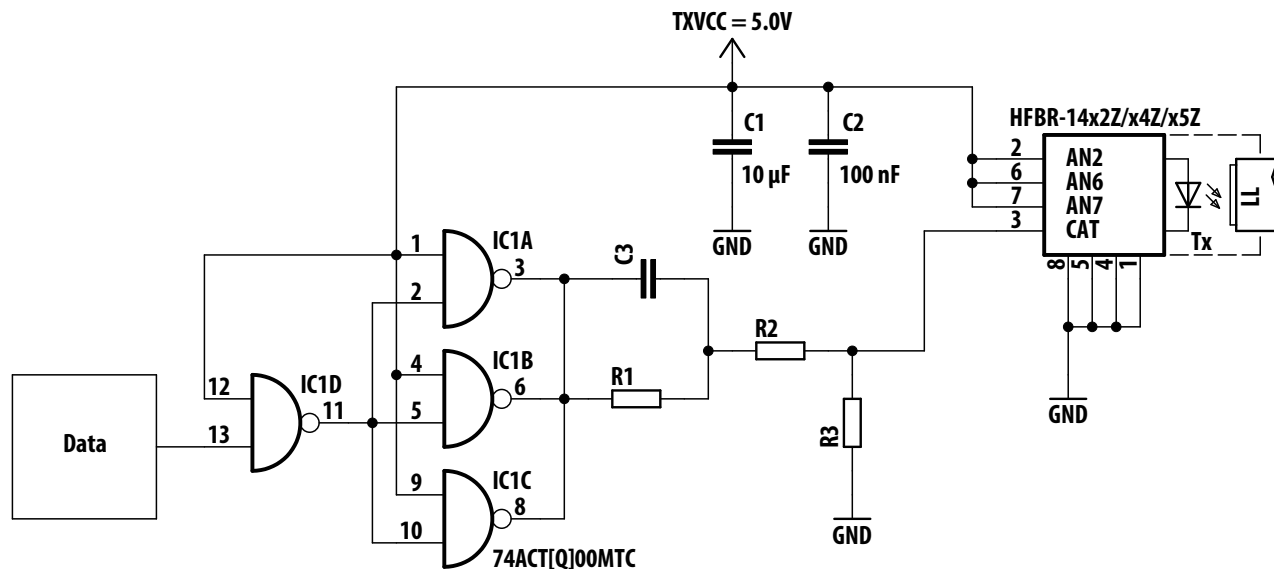 TXVCC = 5.0V
HFBR-14x2Z/x4Z/x5Z
C1
10 µF
GND
C2
100 nF
GND
2 AN2
6 AN6
7 AN7
3 CAT
Tx
LL
8 5 4 1
GND
1
2
IC1A
3
C3
4
5
IC1B
6
R1
R2
R3
GND
12
13
IC1D
11
Data
9
10
IC1C
8
74ACT[Q]00MTC